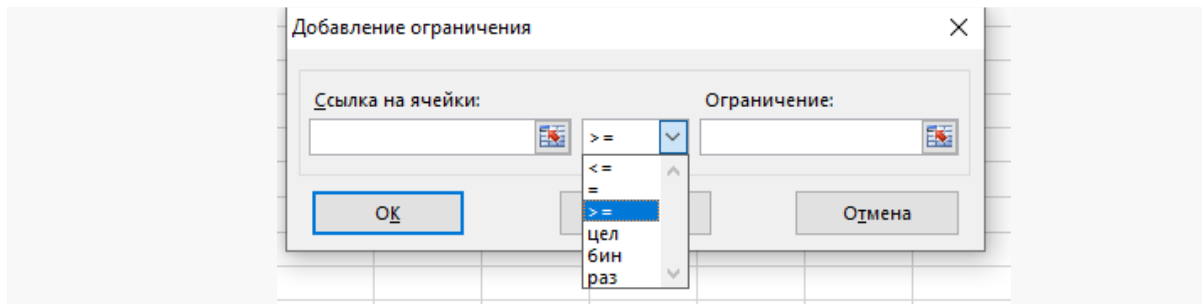 Добавление ограничения
Ссылка на ячейки:
Ограничение:
>=
<=
=
>=
цел
бин
раз
ОК
Отмена